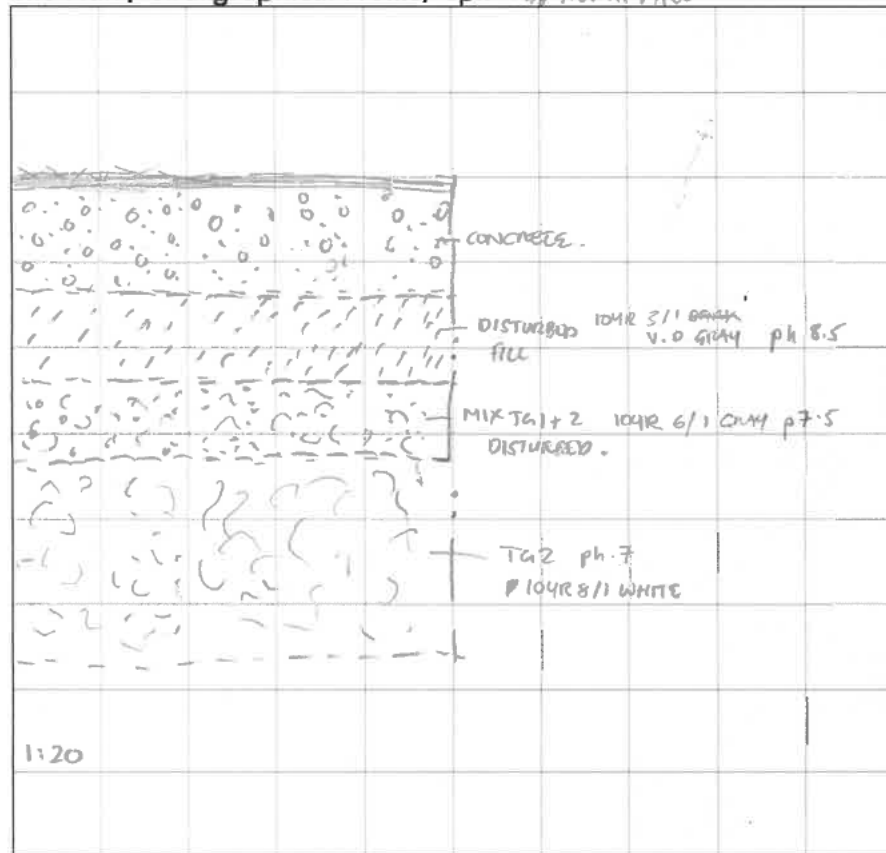 CONCRETE.
DISTURBED 10YR 3/1 DARK
FILL V.D GRAY ph 8.5
MIX TG1+2 10YR 6/1 GRAY p7.5
DISTURBED.
TG2 ph.7
10YR 8/1 WHITE
1:20